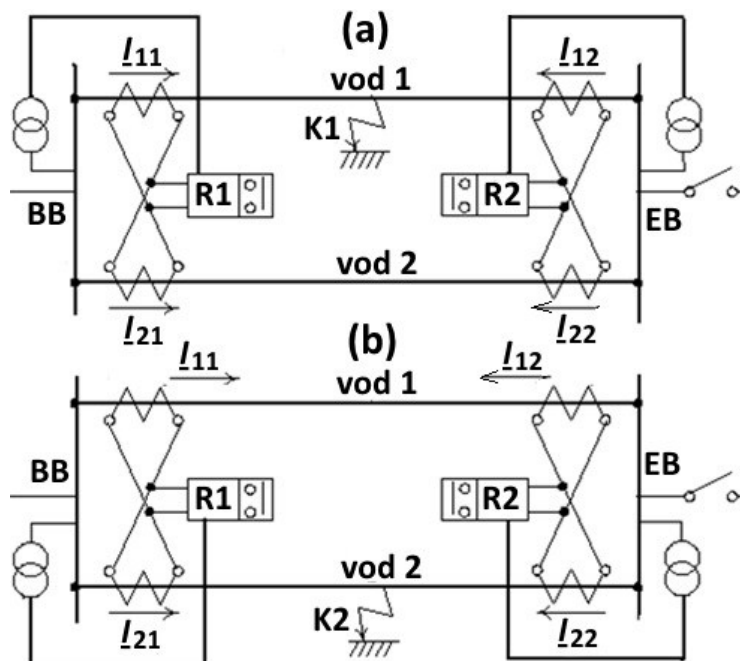 (a)
I11
I12
vod 1
K1
R1
R2
BB
EB
vod 2
I21
I22
(b)
I11
I12
vod 1
BB
EB
R1
R2
vod 2
K2
I21
I22